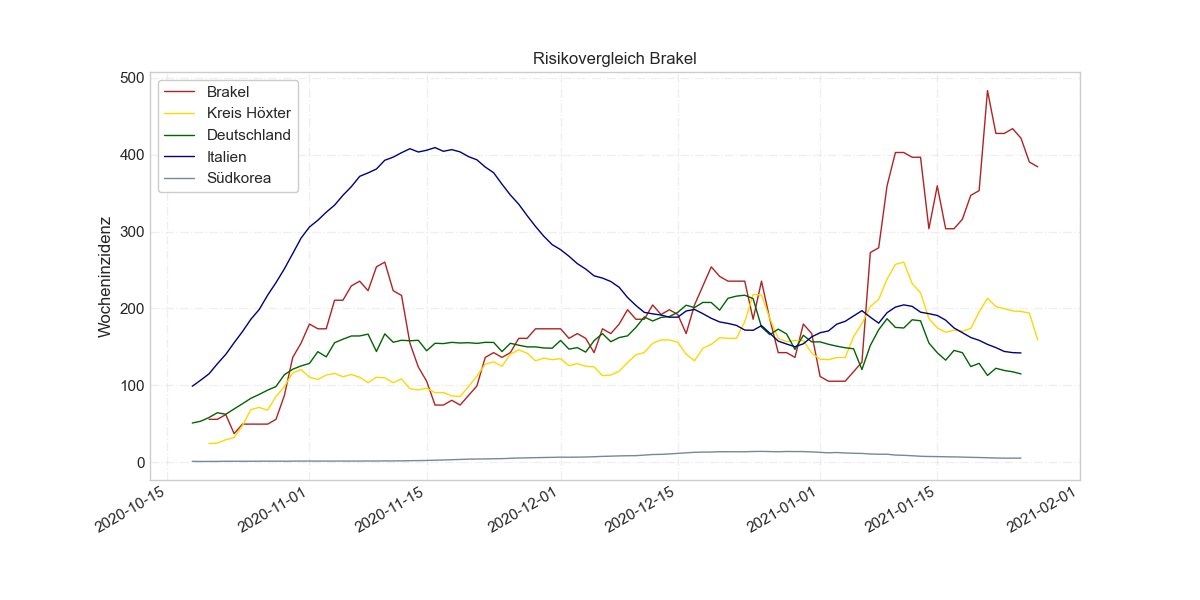 Risikovergleich Brakel
Wocheninzidenz
500
400
300
200
100
0
Brakel
Kreis Höxter
Deutschland
Italien
Südkorea
2020-10-15
2020-11-01
2020-11-15
2020-12-01
2020-12-15
2021-01-01
2021-01-15
2021-02-01